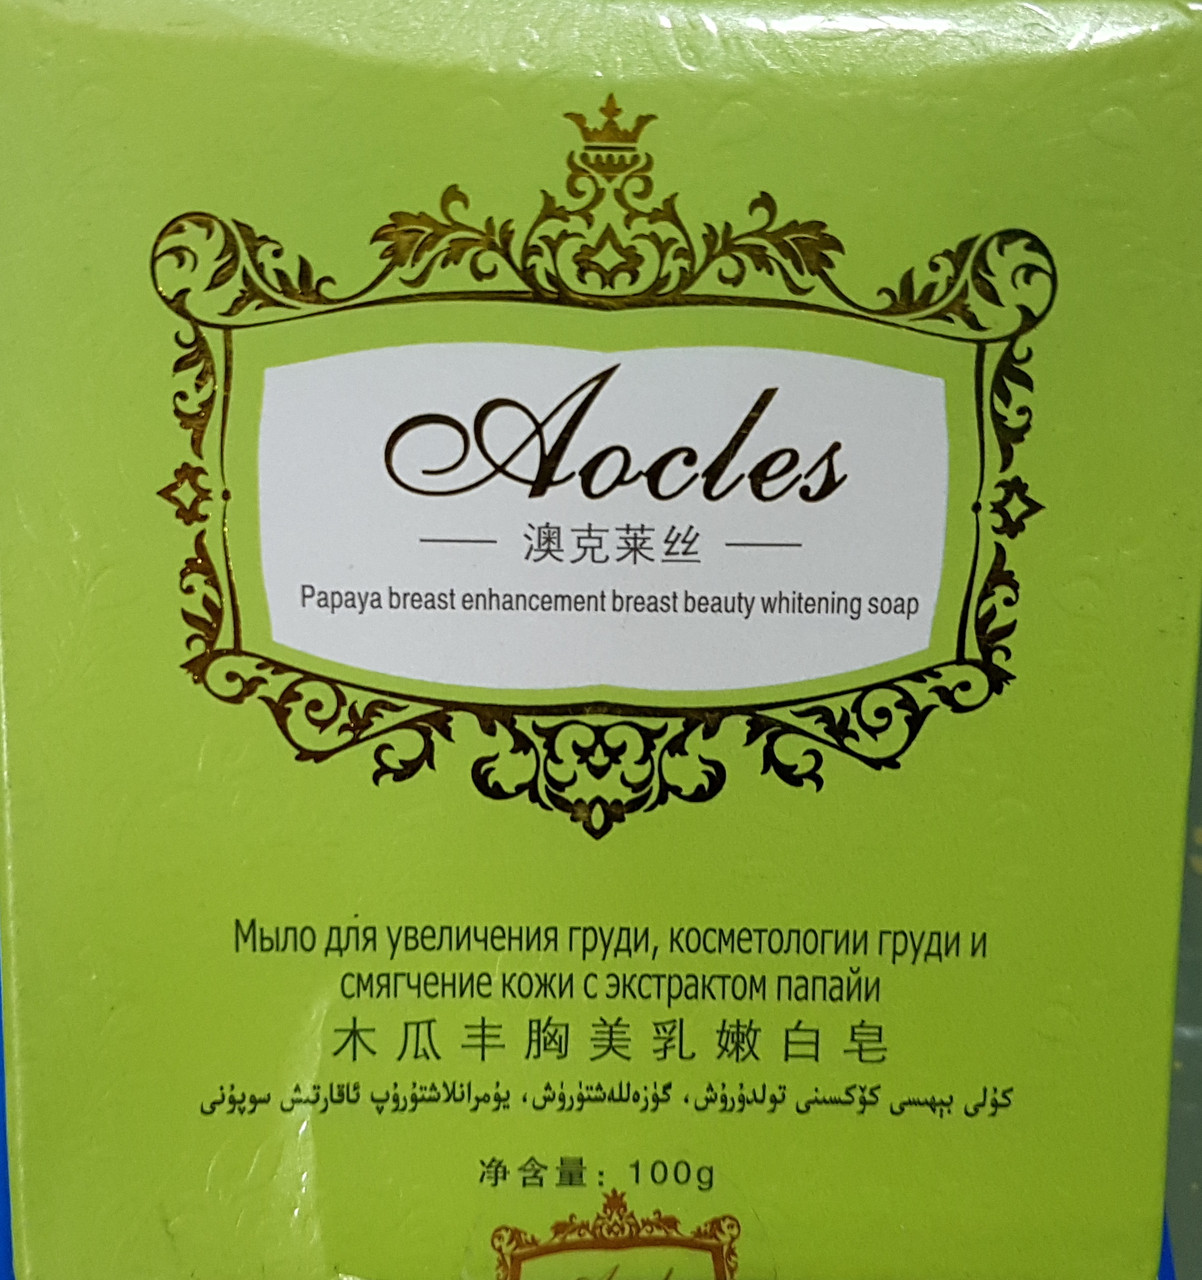 Aocles
澳克莱丝
Papaya breast enhancement breast beauty whitening soap
Мыло для увеличения груди, косметологии груди и
смягчение кожи с экстрактом папайи
木瓜丰胸美乳嫩白皂
كۇلى بېھىسى كۆكسىنى تولدۇرۇش، گۈزەللەشتۈرۈش، يۇمرانلاشتۇرۇپ ئاقارتىش سوپۇنى
净含量：100g
Aocles